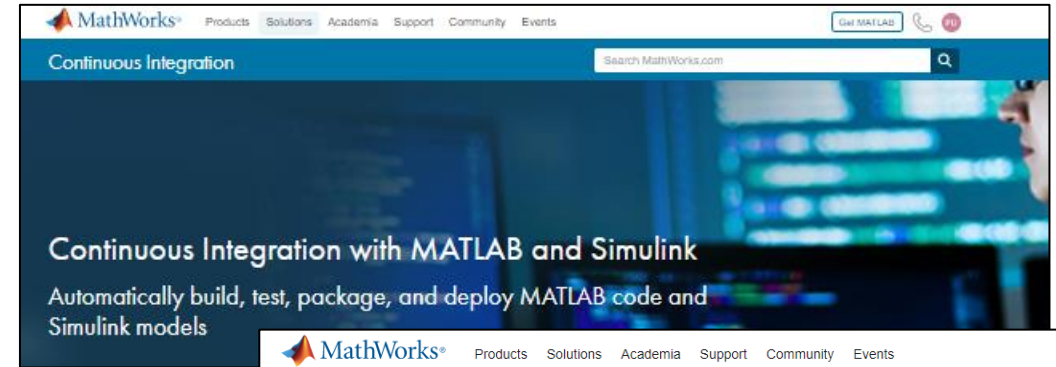 MathWorks® Products Solutions Academia Support Community Events Get MATLAB
Continuous Integration Search MathWorks.com
Continuous Integration with MATLAB and Simulink
Automatically build, test, package, and deploy MATLAB code and
Simulink models
MathWorks® Products Solutions Academia Support Community Events